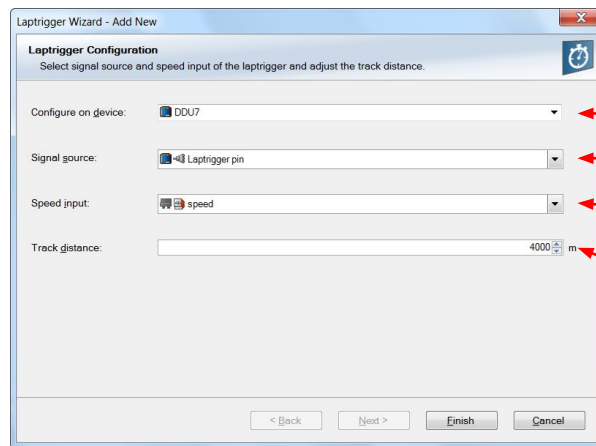 Laptrigger Wizard - Add New
Laptrigger Configuration
Select signal source and speed input of the laptrigger and adjust the track distance.
Configure on device: DDU7
Signal source: Laptrigger pin
Speed input: speed
Track distance: 4000 m
< Back Next > Finish Cancel